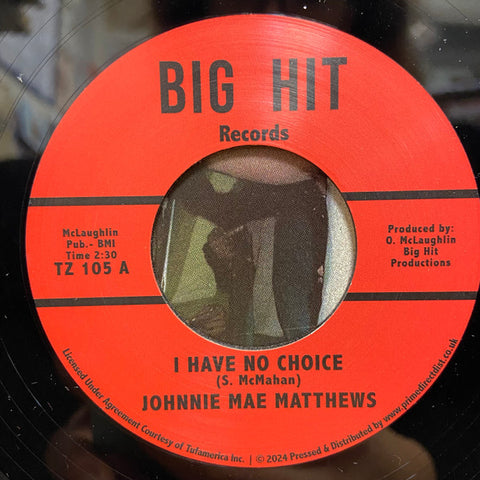 BIG HIT
Records
McLaughlin
Pub.- BMI
Time 2:30
TZ 105 A
Produced by:
O. McLaughlin
Big Hit
Productions
I HAVE NO CHOICE
(S. McMahan)
JOHNNIE MAE MATTHEWS
Licensed Under Agreement Courtesy of Tufamerica Inc. | © 2024 Pressed & Distributed by www.primedirectdist.co.uk